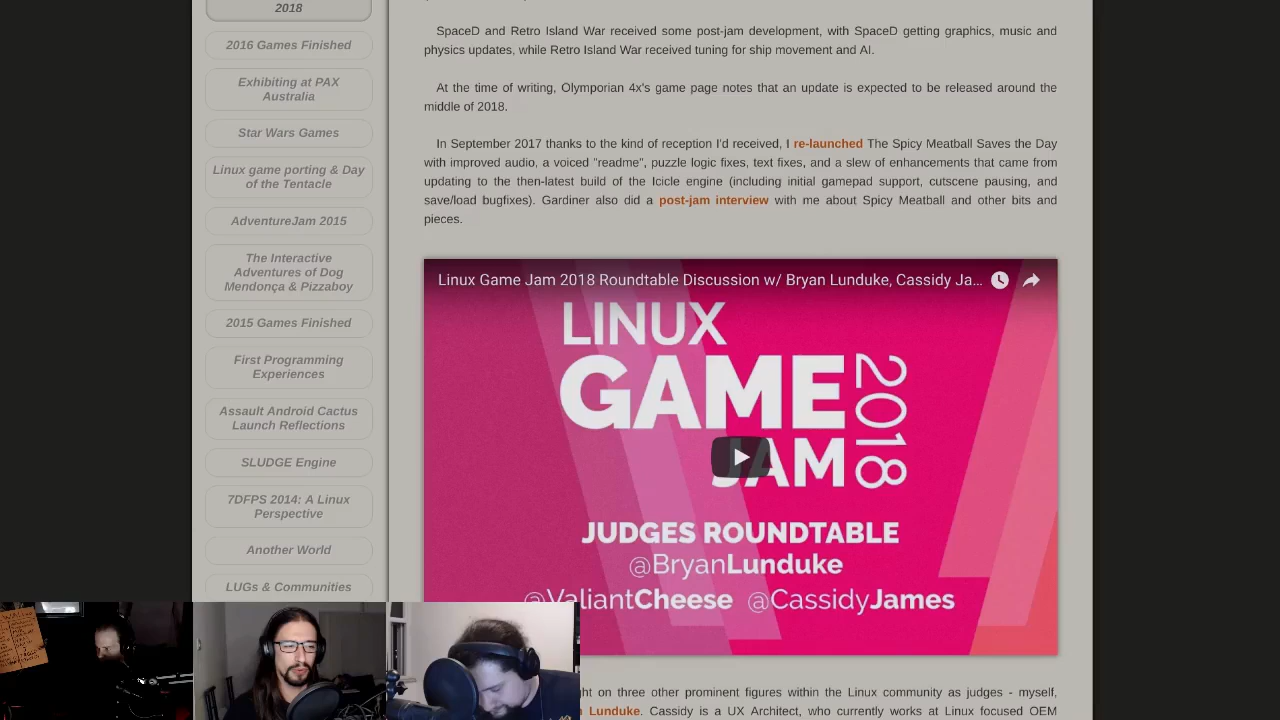 2018
2016 Games Finished
Exhibiting at PAX
Australia
Star Wars Games
Linux game porting & Day
of the Tentacle
AdventureJam 2015
The Interactive
Adventures of Dog
Mendonça & Pizzaboy
2015 Games Finished
First Programming
Experiences
Assault Android Cactus
Launch Reflections
SLUDGE Engine
7DFPS 2014: A Linux
Perspective
Another World
LUGs & Communities
SpaceD and Retro Island War received some post-jam development, with SpaceD getting graphics, music and
physics updates, while Retro Island War received tuning for ship movement and AI.
At the time of writing, Olymporian 4x's game page notes that an update is expected to be released around the
middle of 2018.
In September 2017 thanks to the kind of reception I'd received, I re-launched The Spicy Meatball Saves the Day
with improved audio, a voiced "readme", puzzle logic fixes, text fixes, and a slew of enhancements that came from
updating to the then-latest build of the Icicle engine (including initial gamepad support, cutscene pausing, and
save/load bugfixes). Gardiner also did a post-jam interview with me about Spicy Meatball and other bits and
pieces.
Linux Game Jam 2018 Roundtable Discussion w/ Bryan Lunduke, Cassidy Ja...
LINUX
GAME
JAM
2018
JUDGES ROUNDTABLE
@BryanLunduke
@ValiantCheese @CassidyJames
on three other prominent figures within the Linux community as judges - myself,
Lunduke. Cassidy is a UX Architect, who currently works at Linux focused OEM